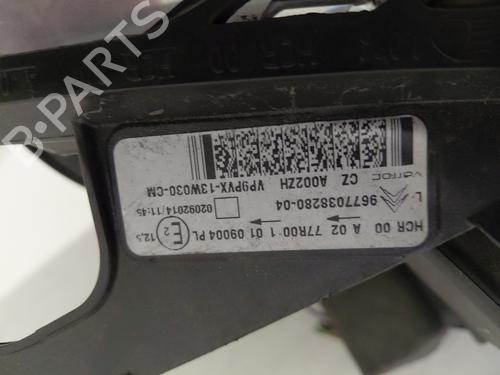 HCR 00 A 02 77R00 1 01 09004 PL
L 9677038280-04
varroc CZ A002ZH
VP9PVX-13W030-CM
02092014/11:45
E2 12,5
B-PARTS